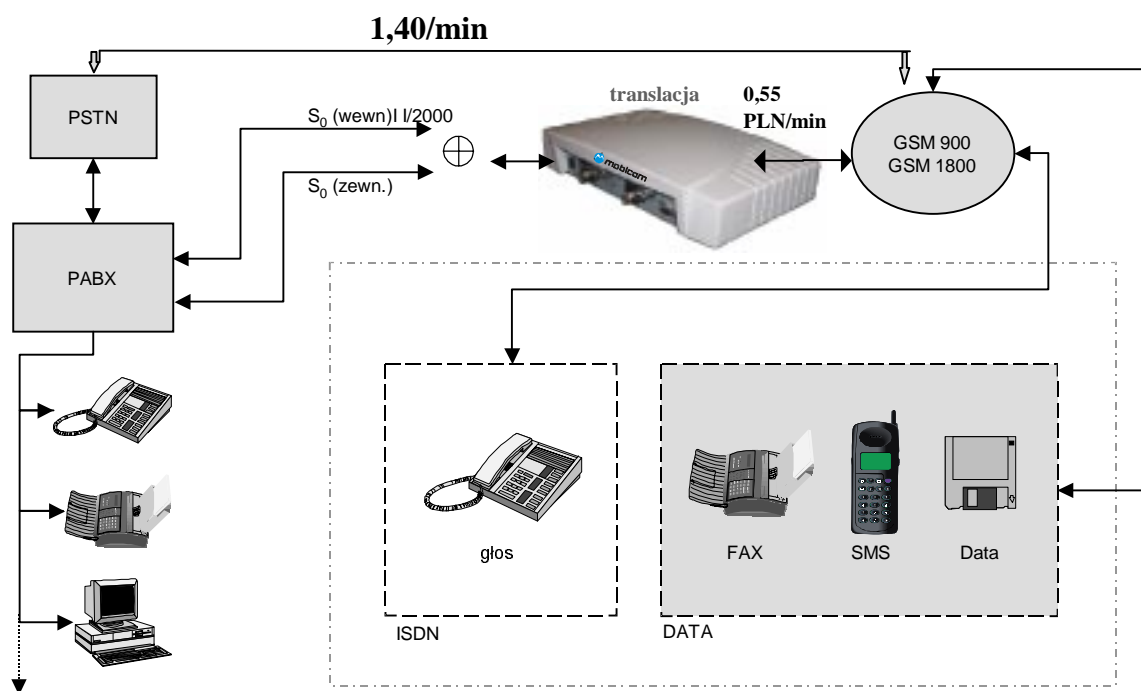 1,40/min
PSTN
S0 (wewn)I I/2000
translacja
0,55
PLN/min
GSM 900
GSM 1800
mobicom
S0 (zewn.)
PABX
głos
FAX
SMS
Data
ISDN
DATA